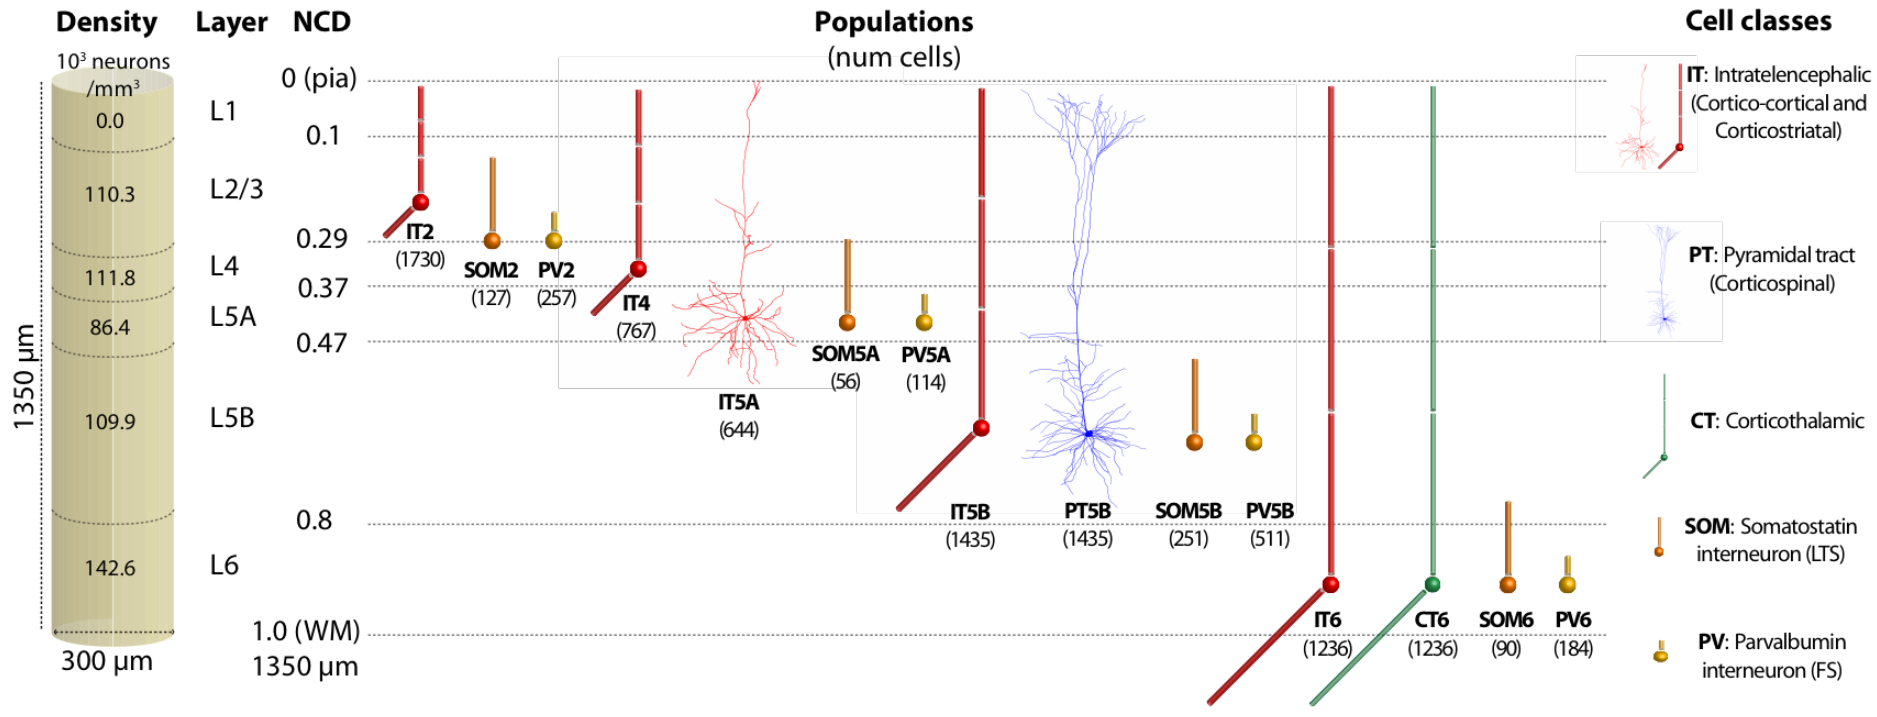 Density
Layer
NCD
Populations
(num cells)
Cell classes
10³ neurons
/mm³
0.0
110.3
111.8
86.4
109.9
142.6
1350 µm
300 µm
L1
L2/3
L4
L5A
L5B
L6
0 (pia)
0.1
0.29
0.37
0.47
0.8
1.0 (WM)
1350 µm
IT2
(1730)
SOM2
(127)
PV2
(257)
IT4
(767)
IT5A
(644)
SOM5A
(56)
PV5A
(114)
IT5B
(1435)
PT5B
(1435)
SOM5B
(251)
PV5B
(511)
IT6
(1236)
CT6
(1236)
SOM6
(90)
PV6
(184)
IT: Intratelencephalic
(Cortico-cortical and
Corticostriatal)
PT: Pyramidal tract
(Corticospinal)
CT: Corticothalamic
SOM: Somatostatin
interneuron (LTS)
PV: Parvalbumin
interneuron (FS)